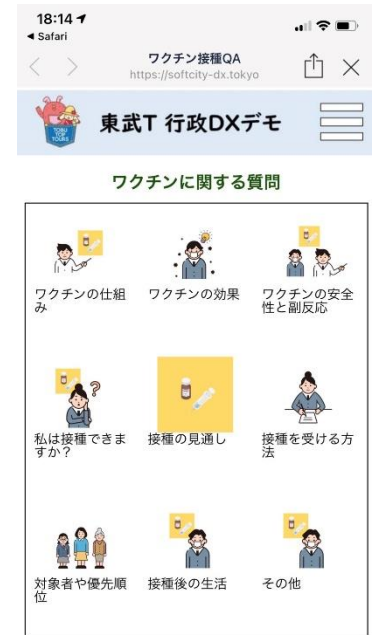 18:14
◀ Safari
ワクチン接種QA
https://softcity-dx.tokyo
TOBU
TOP
TOURS
東武T 行政DXデモ
ワクチンに関する質問
ワクチンの仕組
み
ワクチンの効果
ワクチンの安全
性と副反応
私は接種できま
すか？
接種の見通し
接種を受ける方
法
対象者や優先順
位
接種後の生活
その他